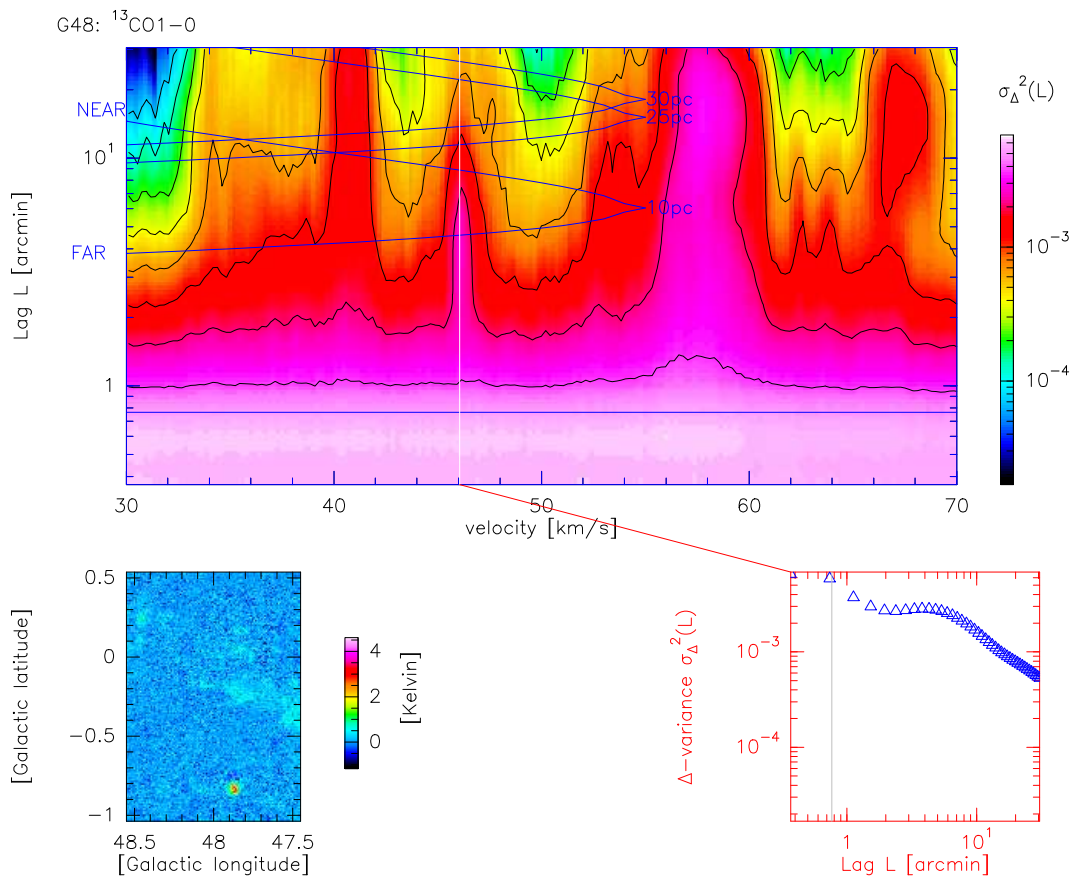 G48: ¹³CO1-0
NEAR
FAR
30pc
25pc
10pc
10¹
1
Lag L [arcmin]
30
40
50
60
70
velocity [km/s]
σ_Δ²(L)
10⁻³
10⁻⁴
0.5
0
-0.5
-1
[Galactic latitude]
48.5
48
47.5
[Galactic longitude]
4
2
0
[Kelvin]
Δ-variance σ_Δ²(L)
10⁻³
10⁻⁴
1
10¹
Lag L [arcmin]